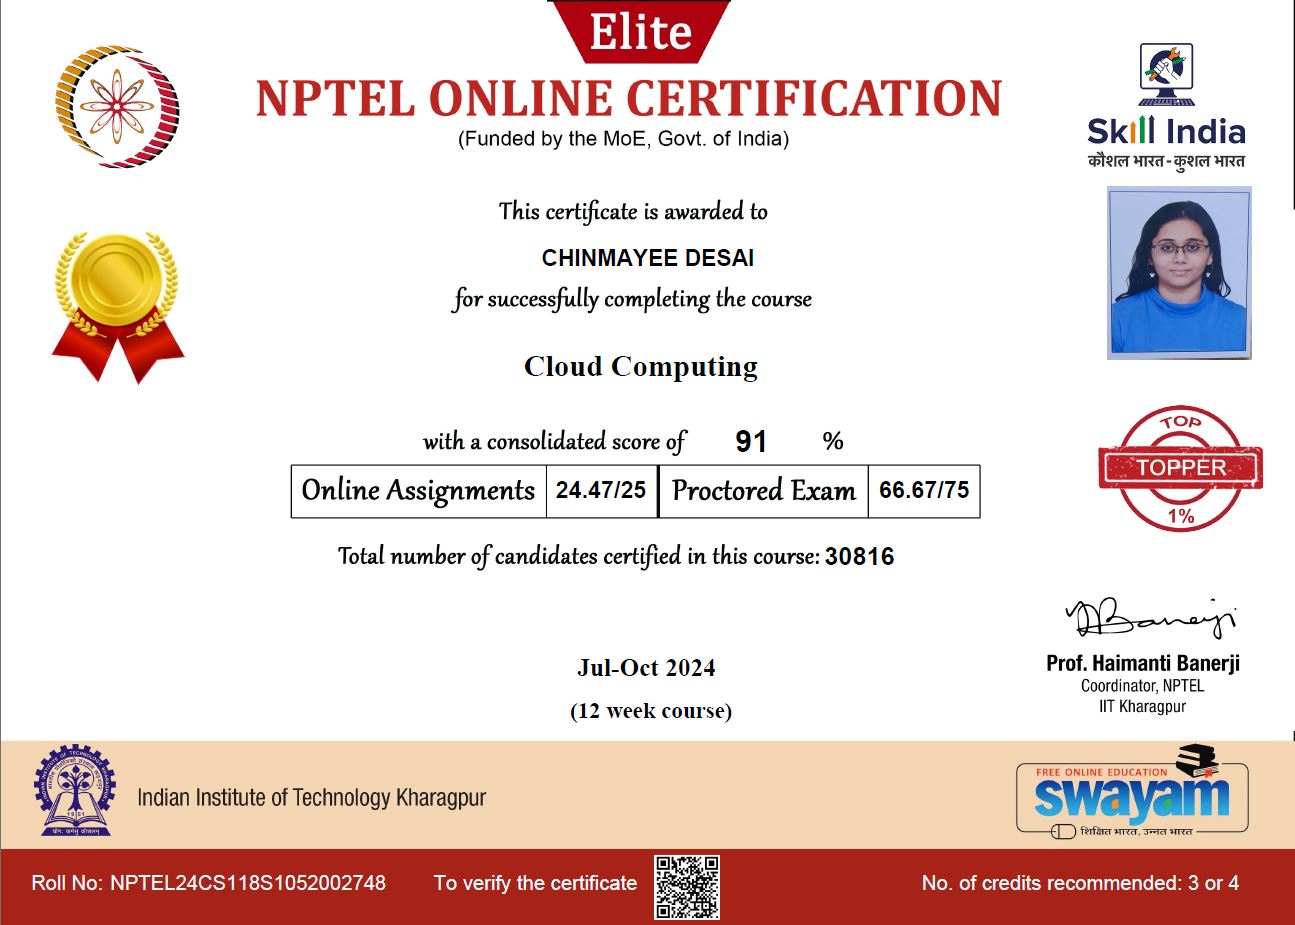 Elite
NPTEL ONLINE CERTIFICATION
(Funded by the MoE, Govt. of India)
Skill India
कौशल भारत - कुशल भारत
This certificate is awarded to
CHINMAYEE DESAI
for successfully completing the course
Cloud Computing
with a consolidated score of 91 %
Online Assignments 24.47/25 Proctored Exam 66.67/75
TOP
TOPPER
1%
Total number of candidates certified in this course: 30816
Banerji
Prof. Haimanti Banerji
Coordinator, NPTEL
IIT Kharagpur
Jul-Oct 2024
(12 week course)
Indian Institute of Technology Kharagpur
1951
FREE ONLINE EDUCATION
swayam
शिक्षित भारत, उन्नत भारत
Roll No: NPTEL24CS118S1052002748 To verify the certificate No. of credits recommended: 3 or 4